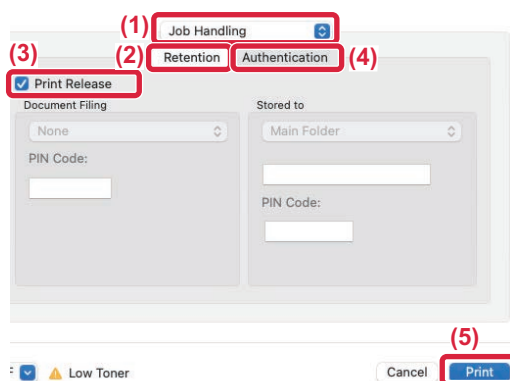 (1) Job Handling
(3) (2) Retention Authentication (4)
Print Release
Document Filing Stored to
None Main Folder
PIN Code:
PIN Code:
(5)
Low Toner Cancel Print